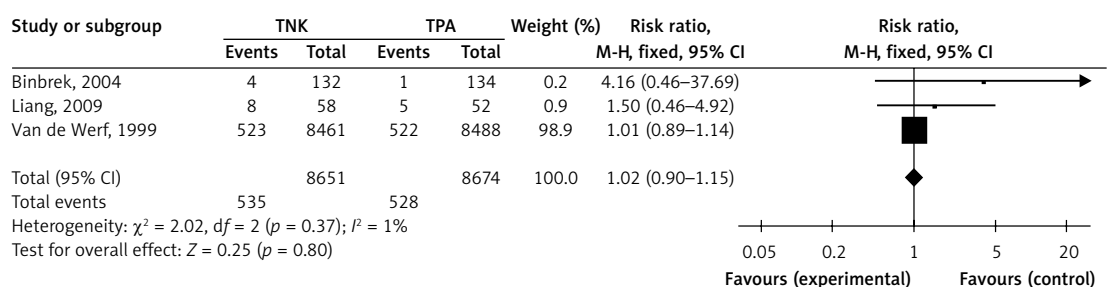 Study or subgroup TNK TPA Weight (%) Risk ratio, Risk ratio,
Events Total Events Total M-H, fixed, 95% CI M-H, fixed, 95% CI
Binbrek, 2004 4 132 1 134 0.2 4.16 (0.46–37.69)
Liang, 2009 8 58 5 52 0.9 1.50 (0.46–4.92)
Van de Werf, 1999 523 8461 522 8488 98.9 1.01 (0.89–1.14)
Total (95% CI) 8651 8674 100.0 1.02 (0.90–1.15)
Total events 535 528
Heterogeneity: χ² = 2.02, df = 2 (p = 0.37); I² = 1%
Test for overall effect: Z = 0.25 (p = 0.80)
0.05 0.2 1 5 20
Favours (experimental) Favours (control)